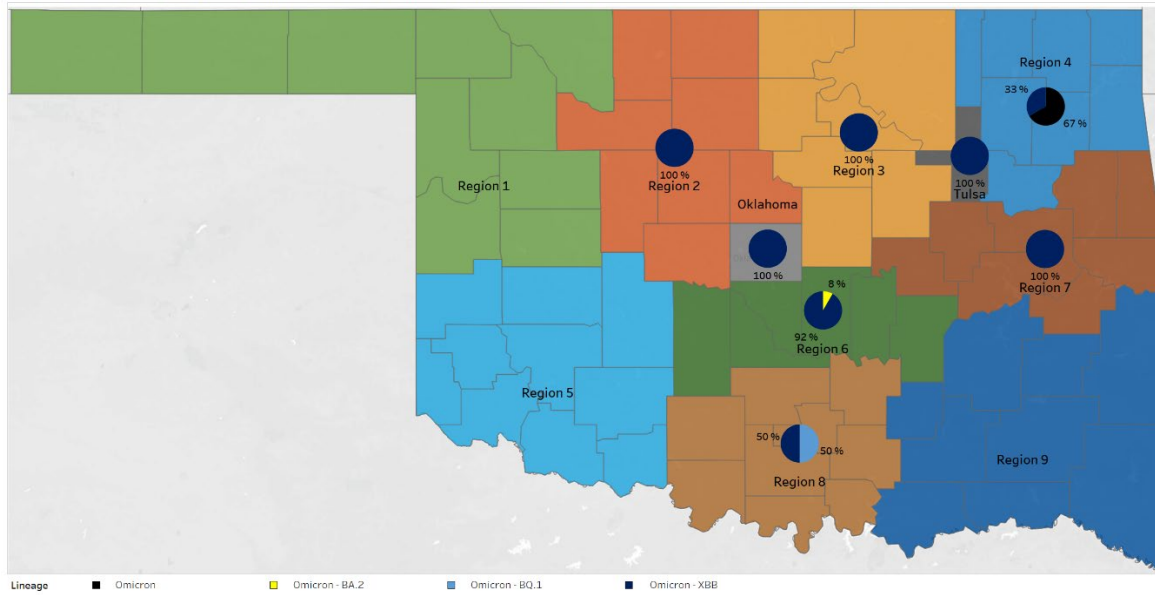 Region 4
33 %
67 %
100 %
Region 3
100 %
Region 2
100 %
Tulsa
Region 1
Oklahoma
100 %
100 %
Region 7
8 %
92 %
Region 6
Region 5
50 %
50 %
Region 8
Region 9
Lineage Omicron Omicron - BA.2 Omicron - BQ.1 Omicron - XBB